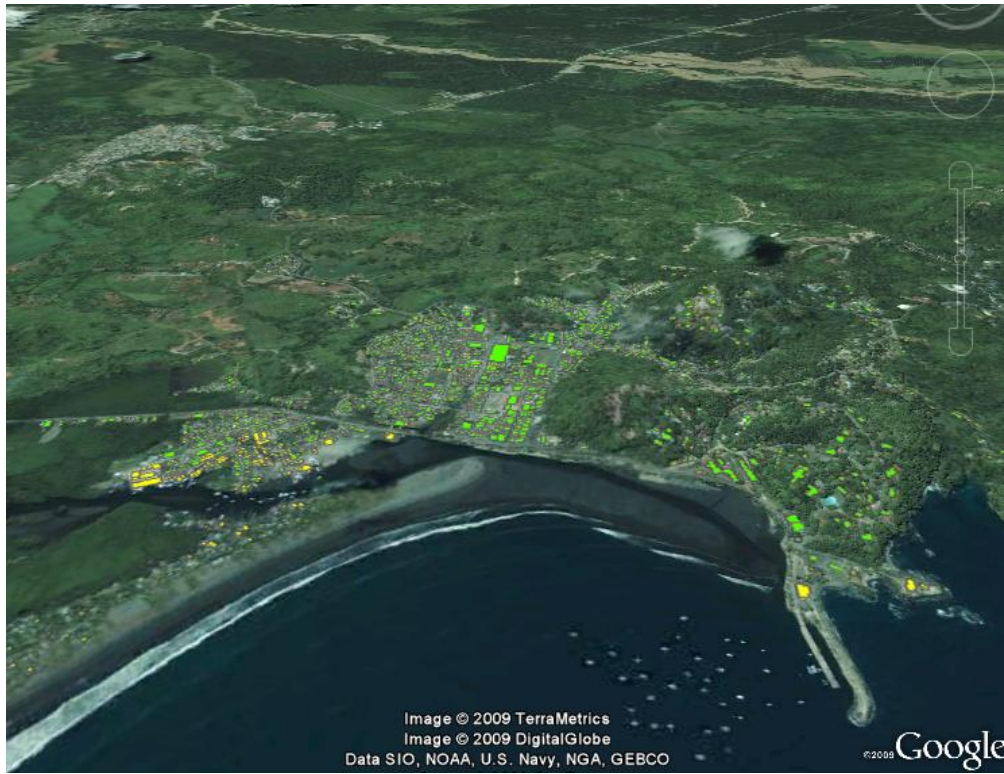 Image © 2009 TerraMetrics
Image © 2009 DigitalGlobe
Data SIO, NOAA, U.S. Navy, NGA, GEBCO
©2009 Google